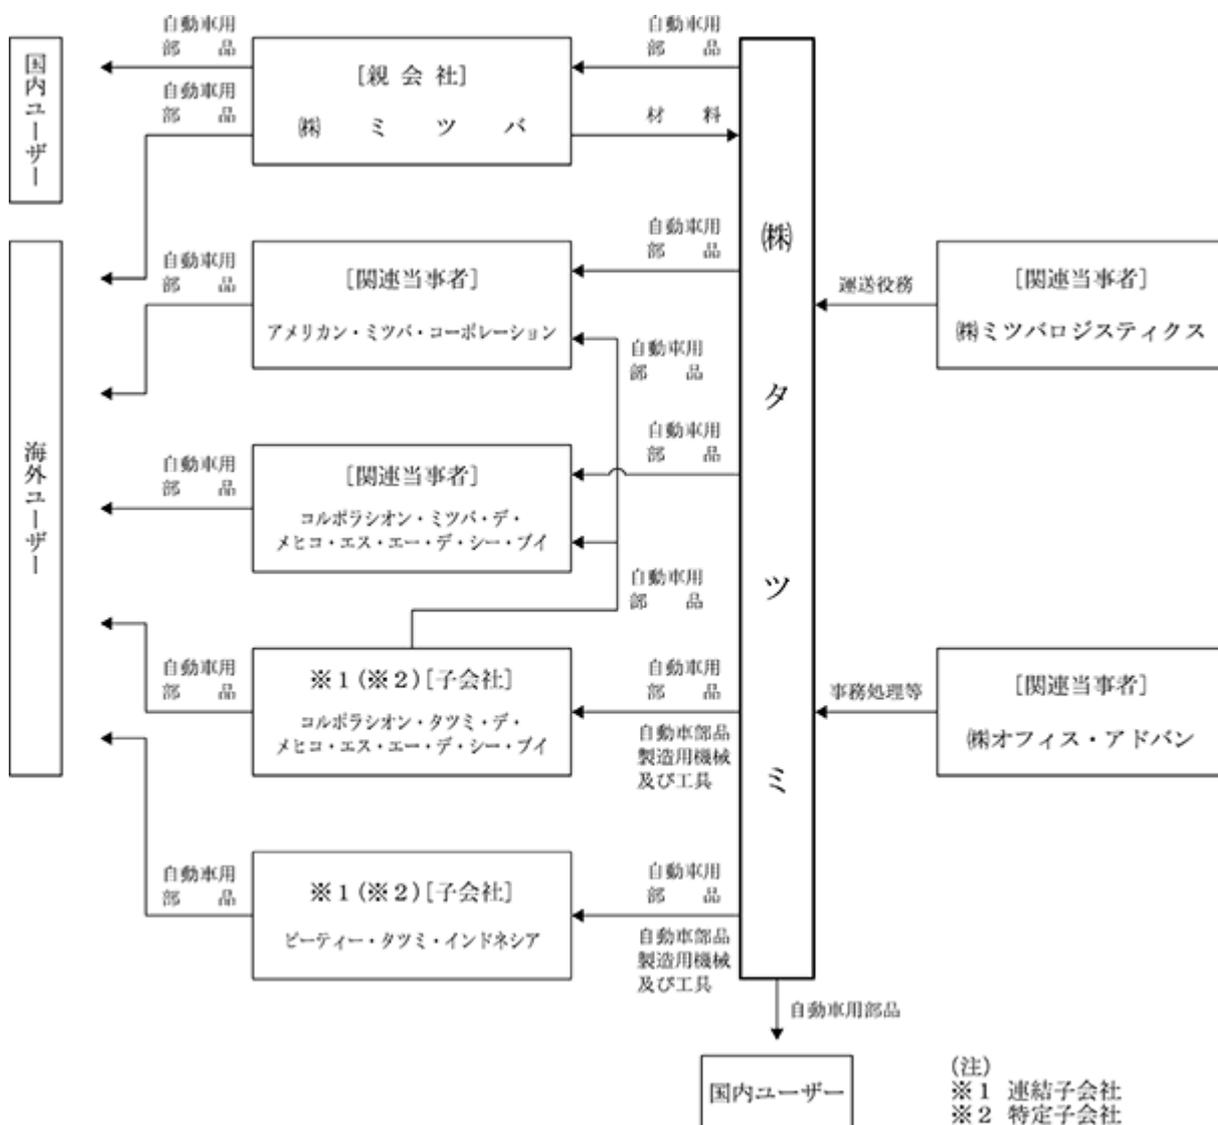 自動車用
部　　品
自動車用
部　　品
国内ユーザー
[親 会 社]
㈱　ミ　ツ　バ
自動車用
部　　品
材　　料
自動車用
部　　品
[関連当事者]
アメリカン・ミツバ・コーポレーション
自動車用
部　　品
自動車用
部　　品
㈱タツミ
運送役務
[関連当事者]
㈱ミツバロジスティクス
海外ユーザー
自動車用
部　　品
[関連当事者]
コルポラシオン・ミツバ・デ・
メヒコ・エス・エー・デ・シー・ブイ
自動車用
部　　品
自動車用
部　　品
自動車用
部　　品
※１(※２)[子会社]
コルポラシオン・タツミ・デ・
メヒコ・エス・エー・デ・シー・ブイ
自動車用
部　　品
自動車部品
製造用機械
及び工具
事務処理等
[関連当事者]
㈱オフィス・アドバン
自動車用
部　　品
※１(※２)[子会社]
ピーティー・タツミ・インドネシア
自動車用
部　　品
自動車部品
製造用機械
及び工具
自動車用部品
国内ユーザー
(注)
※１　連結子会社
※２　特定子会社